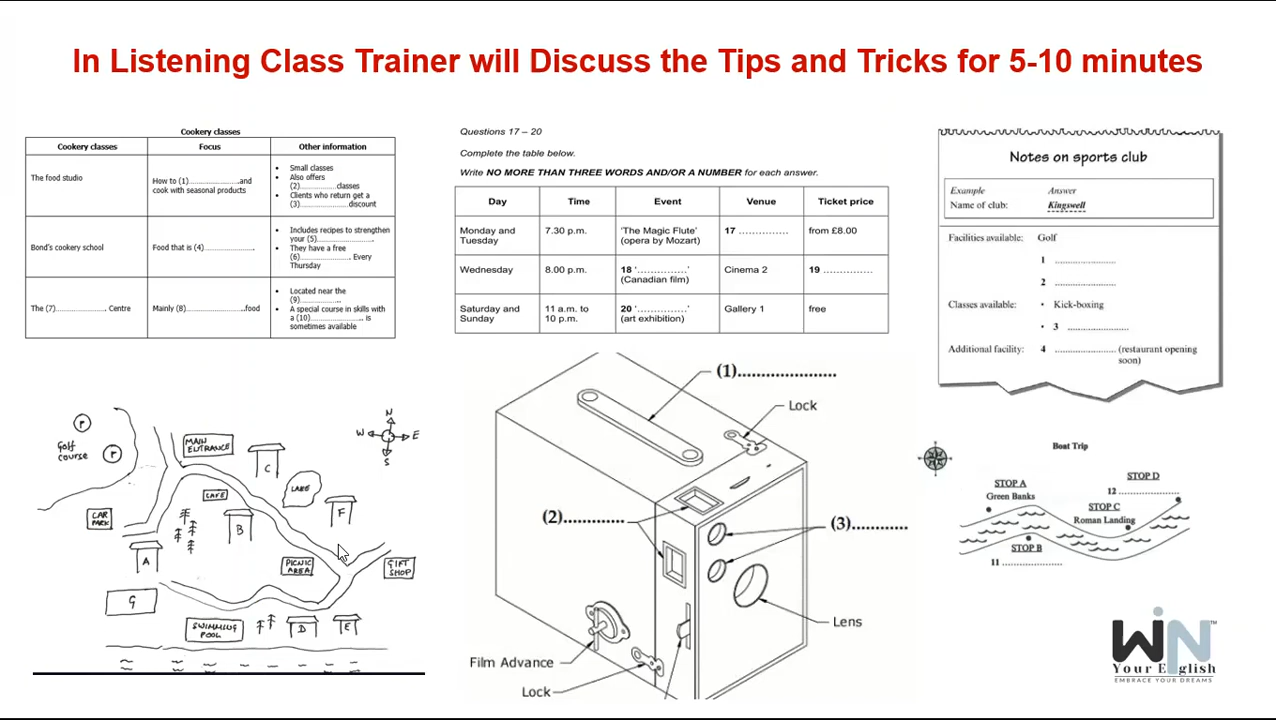 In Listening Class Trainer will Discuss the Tips and Tricks for 5-10 minutes
Cookery classes
Cookery classes Focus Other information
The food studio
How to (1)......................and
cook with seasonal products
• Small classes
• Also offers
(2)................classes
• Clients who return get a
(3)....................discount
Bond's cookery school
Food that is (4)....................
• Includes recipes to strengthen
your (5)....................
• They have a free
(6).................... Every
Thursday
The (7)..................... Centre
Mainly (8)......................food
• Located near the
(9)....................
• A special course in skills with
a (10).................... is
sometimes available
Questions 17 – 20
Complete the table below.
Write NO MORE THAN THREE WORDS AND/OR A NUMBER for each answer.
Day Time Event Venue Ticket price
Monday and
Tuesday
7.30 p.m.
'The Magic Flute'
(opera by Mozart)
17 ..............
from £8.00
Wednesday
8.00 p.m.
18 '..............'
(Canadian film)
Cinema 2
19 ..............
Saturday and
Sunday
11 a.m. to
10 p.m.
20 '..............'
(art exhibition)
Gallery 1
free
Notes on sports club
Example Answer
Name of club: Kingswell
Facilities available: Golf
1 ....................
2 ....................
Classes available: • Kick-boxing
• 3 ....................
Additional facility: 4 .................... (restaurant opening
soon)
N
W E
S
Golf
course
P
P
MAIN
ENTRANCE
C
LAKE
CAFE
F
CAR
PARK
B
A
PICNIC
AREA
GIFT
SHOP
G
SWIMMING
POOL
D
E
(1)....................
Lock
(2).............
(3)............
Lens
Film Advance
Lock
Boat Trip
STOP A
Green Banks
STOP D
12 ....................
STOP C
Roman Landing
STOP B
11 ....................
WiN™
Your English
EMBRACE YOUR DREAMS